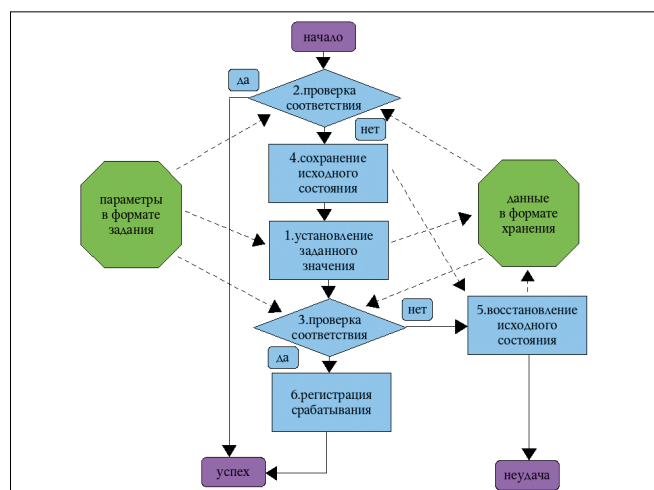 начало
да
2.проверка
соответствия
нет
4.сохранение
исходного
состояния
параметры
в формате
задания
данные
в формате
хранения
1.установление
заданного
значения
3.проверка
соответствия
нет
5.восстановление
исходного
состояния
да
6.регистрация
срабатывания
успех
неудача